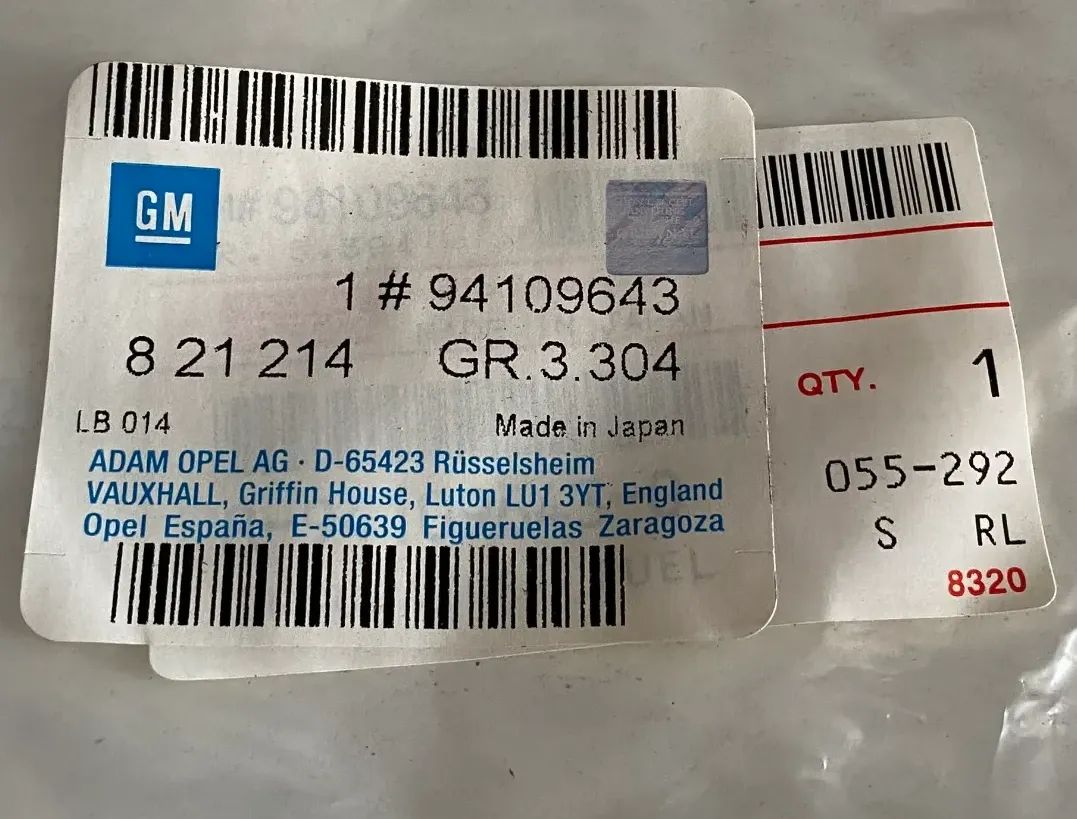 GM
1 # 94109643
8 21 214 GR.3.304
LB 014 Made in Japan
ADAM OPEL AG · D-65423 Rüsselsheim
VAUXHALL, Griffin House, Luton LU1 3YT, England
Opel España, E-50639 Figueruelas Zaragoza
QTY. 1
055-292
S RL
8320